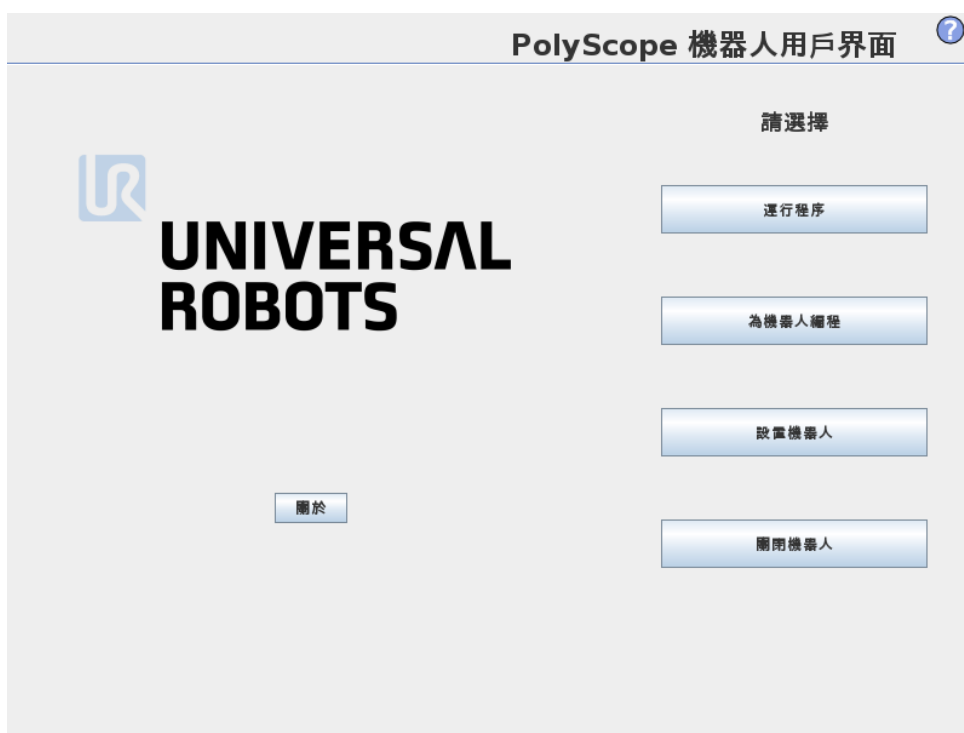 PolyScope 機器人用戶界面
?
請選擇
UR
UNIVERSAL
ROBOTS
運行程序
為機器人編程
設置機器人
關於
關閉機器人